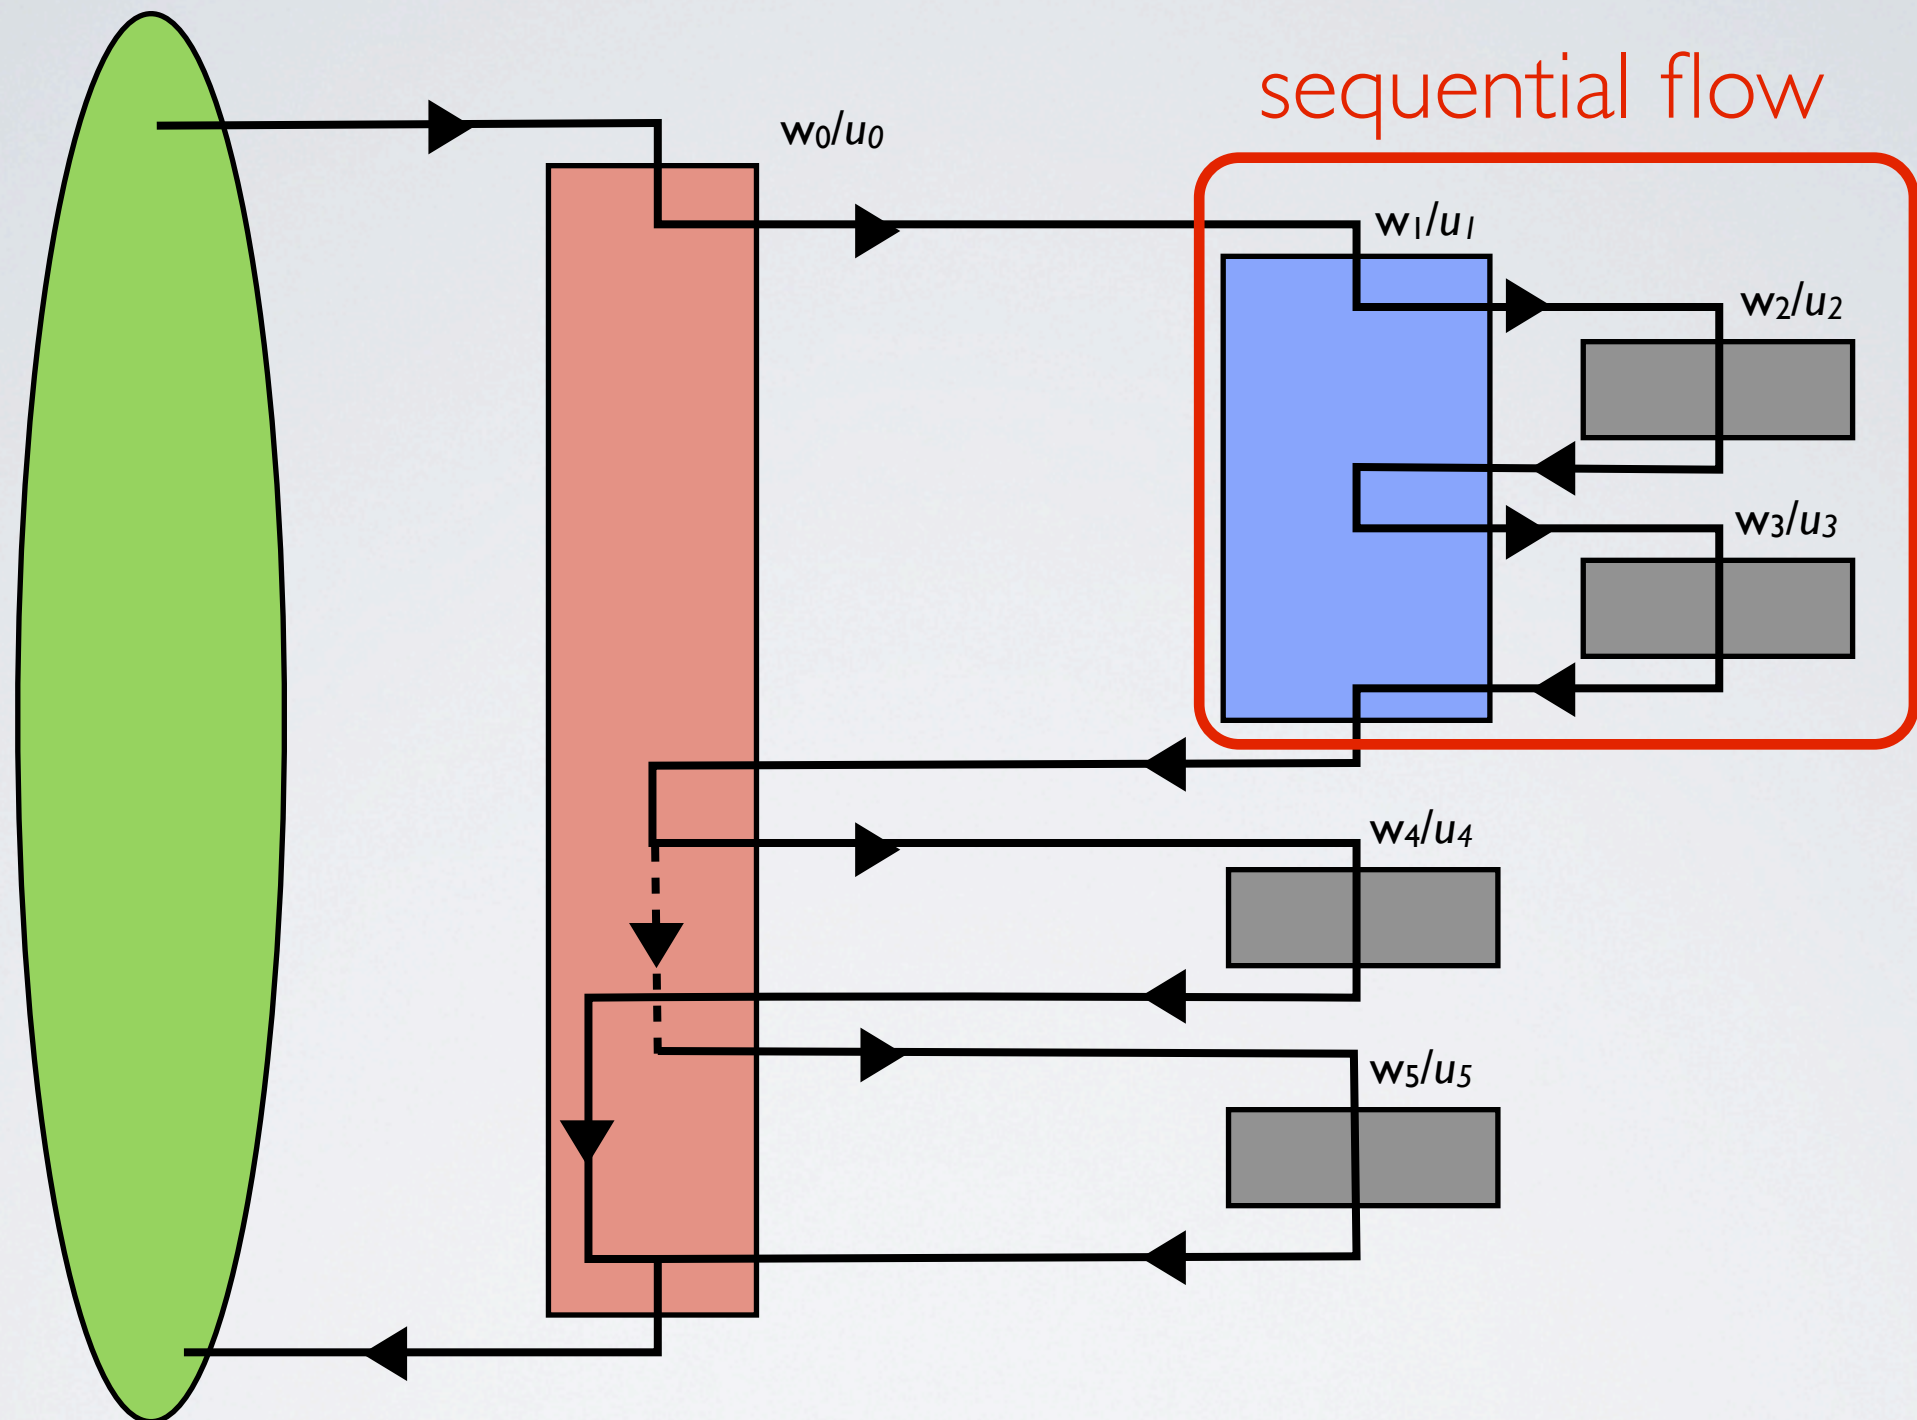 sequential flow
w₀/u₀
w₁/u₁
w₂/u₂
w₃/u₃
w₄/u₄
w₅/u₅